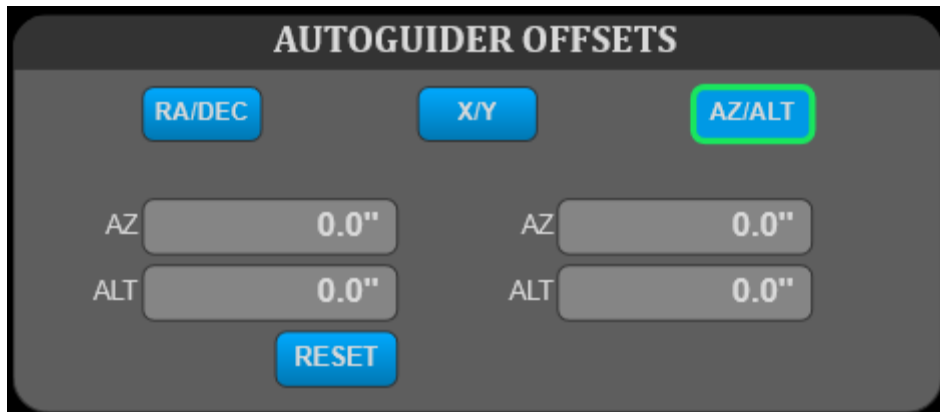 AUTOGUIDER OFFSETS
RA/DEC X/Y AZ/ALT
AZ 0.0" AZ 0.0"
ALT 0.0" ALT 0.0"
RESET